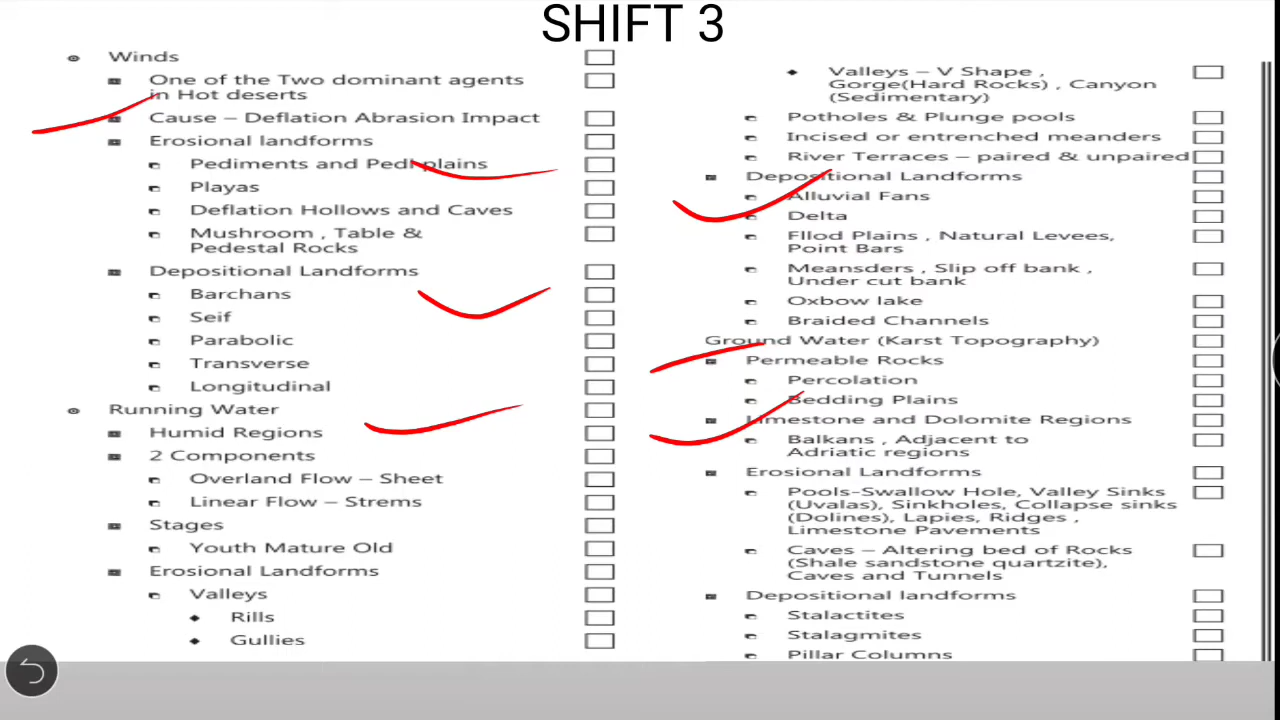 SHIFT 3
Winds
One of the Two dominant agents
in Hot deserts
Cause – Deflation Abrasion Impact
Erosional landforms
Pediments and PedI plains
Playas
Deflation Hollows and Caves
Mushroom , Table &
Pedestal Rocks
Depositional Landforms
Barchans
Seif
Parabolic
Transverse
Longitudinal
Running Water
Humid Regions
2 Components
Overland Flow – Sheet
Linear Flow – Strems
Stages
Youth Mature Old
Erosional Landforms
Valleys
Rills
Gullies
Valleys – V Shape ,
Gorge(Hard Rocks) , Canyon
(Sedimentary)
Potholes & Plunge pools
Incised or entrenched meanders
River Terraces – paired & unpaired
Depositional Landforms
Alluvial Fans
Delta
Fllod Plains , Natural Levees,
Point Bars
Meansders , Slip off bank ,
Under cut bank
Oxbow lake
Braided Channels
Ground Water (Karst Topography)
Permeable Rocks
Percolation
Bedding Plains
Limestone and Dolomite Regions
Balkans , Adjacent to
Adriatic regions
Erosional Landforms
Pools-Swallow Hole, Valley Sinks
(Uvalas), Sinkholes, Collapse sinks
(Dolines), Lapies, Ridges ,
Limestone Pavements
Caves – Altering bed of Rocks
(Shale sandstone quartzite),
Caves and Tunnels
Depositional landforms
Stalactites
Stalagmites
Pillar Columns